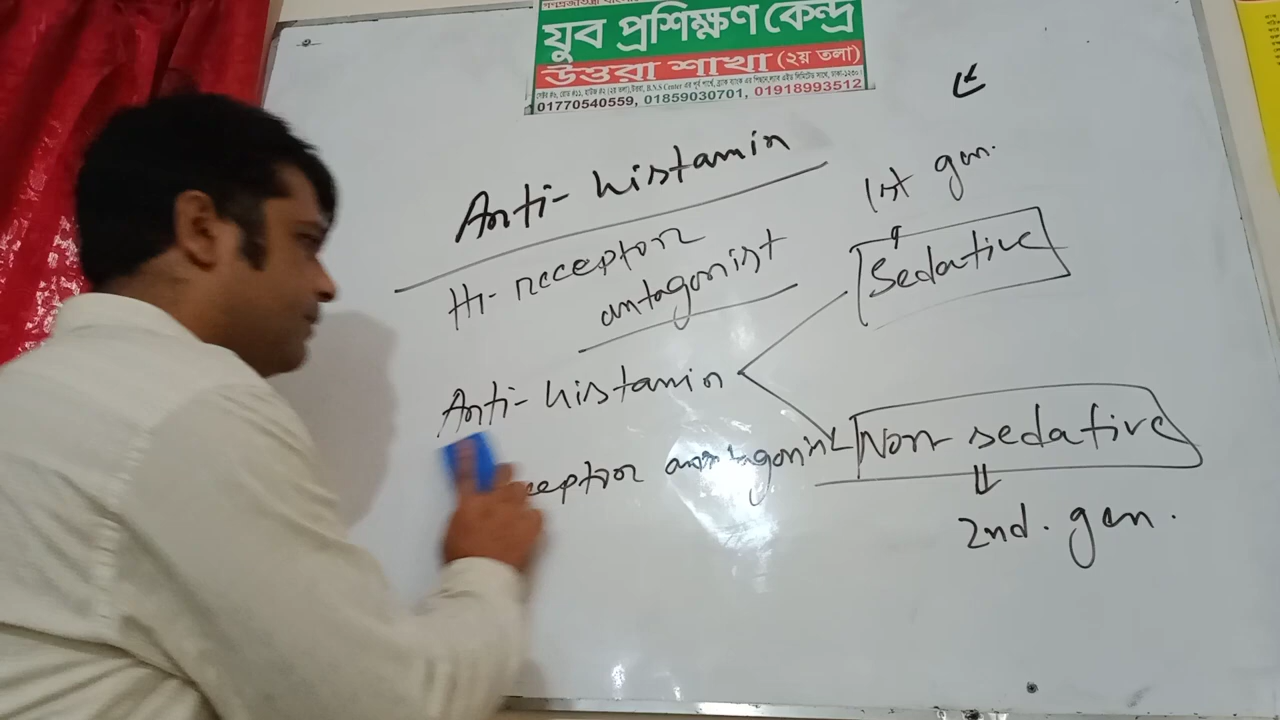 যুব প্রশিক্ষণ কেন্দ্র
উত্তরা শাখা (২য় তলা)
01770540559, 01859030701, 01918993512
Anti-histamin
H1-receptor
antagonist
1st gen.
Sedative
Anti-histamin
ceptor antagonist
Non sedative
2nd. gen.